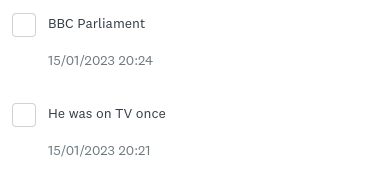 BBC Parliament
15/01/2023 20:24
He was on TV once
15/01/2023 20:21